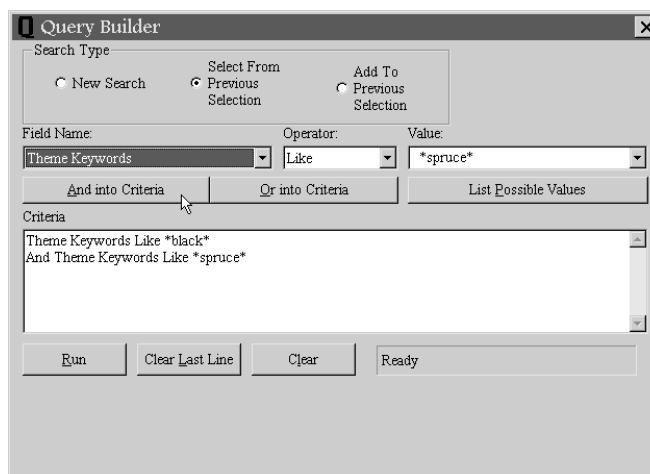 Query Builder
Search Type
New Search
Select From
Previous
Selection
Add To
Previous
Selection
Field Name:
Operator:
Value:
Theme Keywords
Like
*spruce*
And into Criteria
Or into Criteria
List Possible Values
Criteria
Theme Keywords Like *black*
And Theme Keywords Like *spruce*
Run
Clear Last Line
Clear
Ready